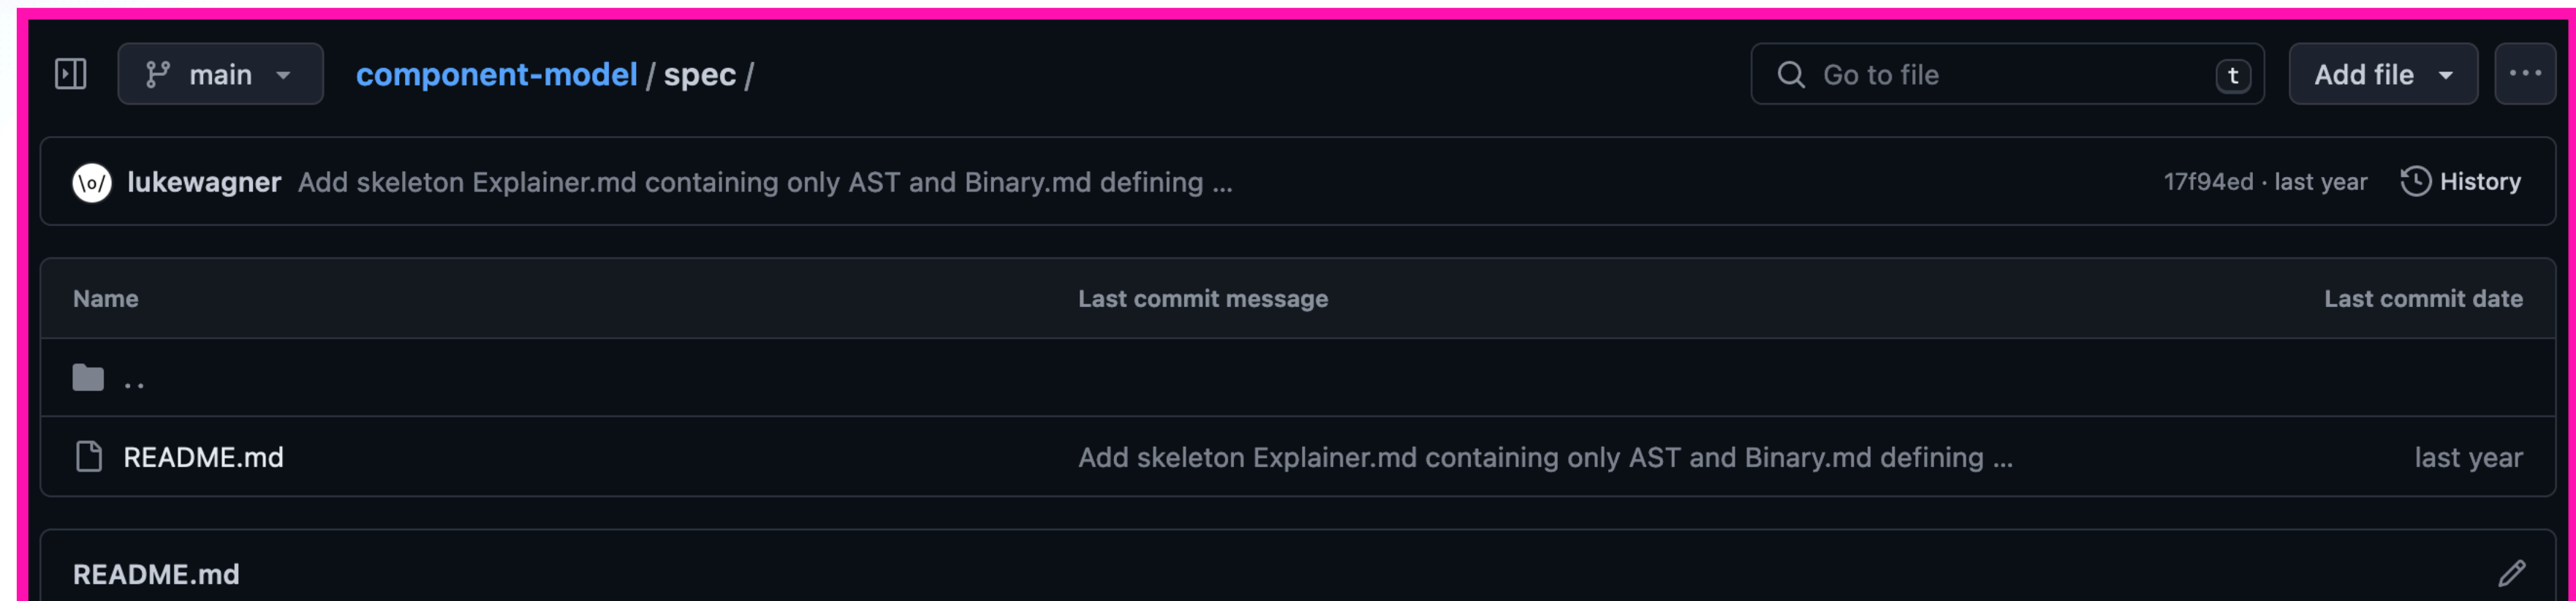 main component-model / spec / Go to file t Add file ...
\o/ lukewagner Add skeleton Explainer.md containing only AST and Binary.md defining ... 17f94ed · last year History
Name Last commit message Last commit date
..
README.md Add skeleton Explainer.md containing only AST and Binary.md defining ... last year
README.md